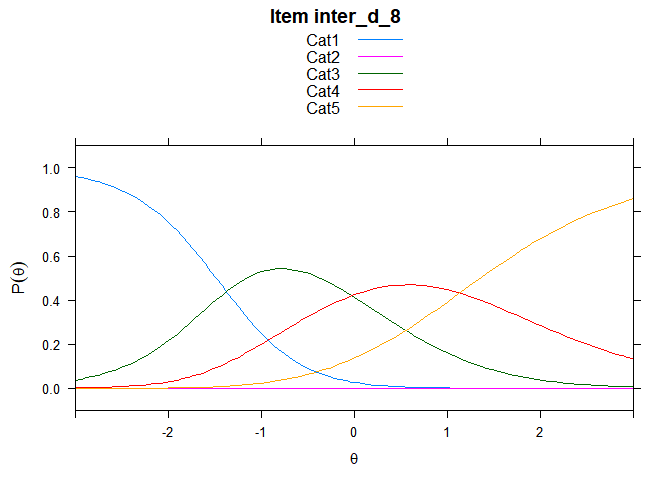 Item inter_d_8
Cat1
Cat2
Cat3
Cat4
Cat5
1.0
0.8
0.6
0.4
0.2
0.0
P(θ)
-2 -1 0 1 2
θ